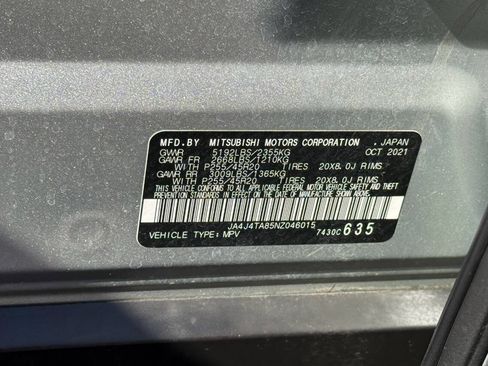 MFD.BY MITSUBISHI MOTORS CORPORATION , JAPAN
GVWR 5192LBS/2355KG OCT 2021
GAWR FR 2668LBS/1210KG
WITH P255/45R20 TIRES 20X8.0J RIMS
GAWR RR 3009LBS/1365KG
WITH P255/45R20 TIRES 20X8.0J RIMS
THIS VEHICLE CONFORMS TO ALL APPLICABLE FEDERAL MOTOR VEHICLE SAFETY
BUMPER AND THEFT PREVENTION STANDARDS IN EFFECT ON THE DATE OF
MANUFACTURE SHOWN ABOVE.
JA4J4TA85NZ046015
VEHICLE TYPE: MPV 7430C 635